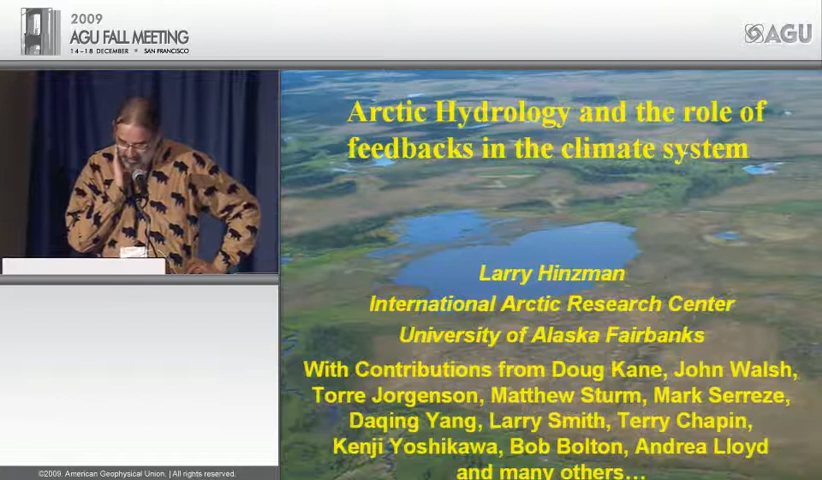 2009
AGU FALL MEETING
14–18 DECEMBER • SAN FRANCISCO
AGU
Arctic Hydrology and the role of
feedbacks in the climate system
Larry Hinzman
International Arctic Research Center
University of Alaska Fairbanks
With Contributions from Doug Kane, John Walsh,
Torre Jorgenson, Matthew Sturm, Mark Serreze,
Daqing Yang, Larry Smith, Terry Chapin,
Kenji Yoshikawa, Bob Bolton, Andrea Lloyd
and many others…
©2009 American Geophysical Union. | All rights reserved.